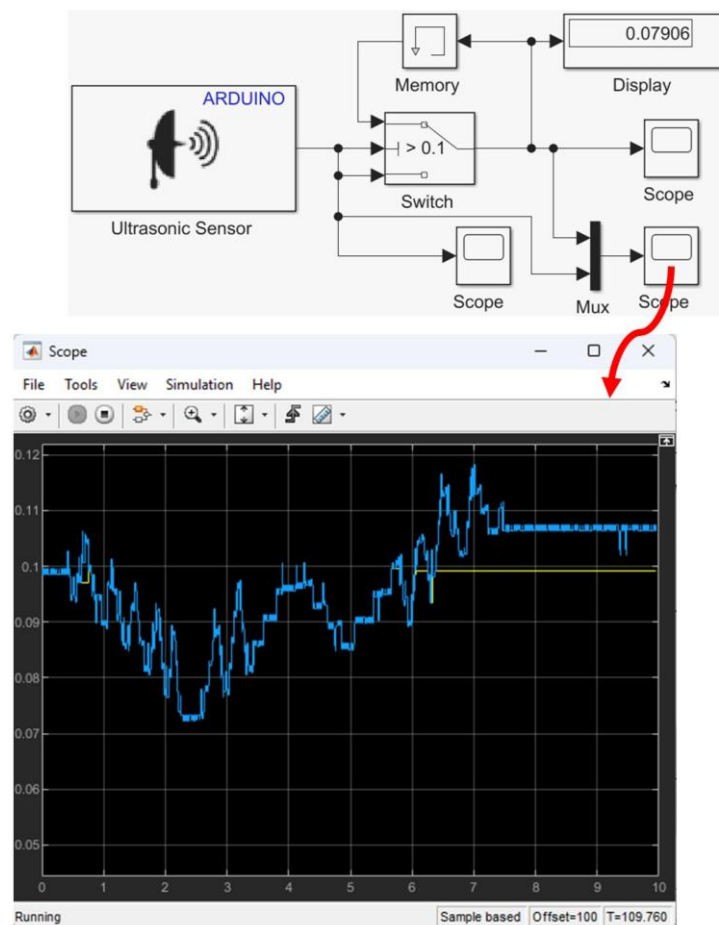 0.07906
Memory
Display
ARDUINO
> 0.1
Switch
Scope
Ultrasonic Sensor
Scope
Mux
Scope
Scope
File Tools View Simulation Help
0.12
0.11
0.1
0.09
0.08
0.07
0.06
0.05
0 1 2 3 4 5 6 7 8 9 10
Running Sample based Offset=100 T=109.760